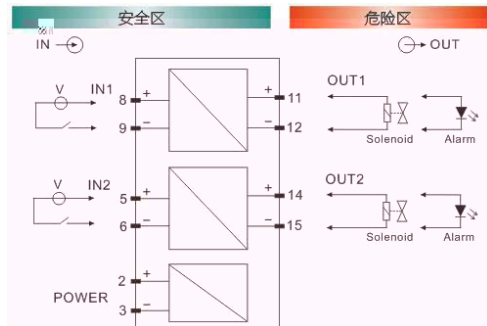 安全区 危险区
IN OUT
V IN1 8 + + 11 OUT1
9 − − 12
Solenoid Alarm
V IN2 5 + + 14 OUT2
6 − − 15
Solenoid Alarm
2 +
POWER
3 −